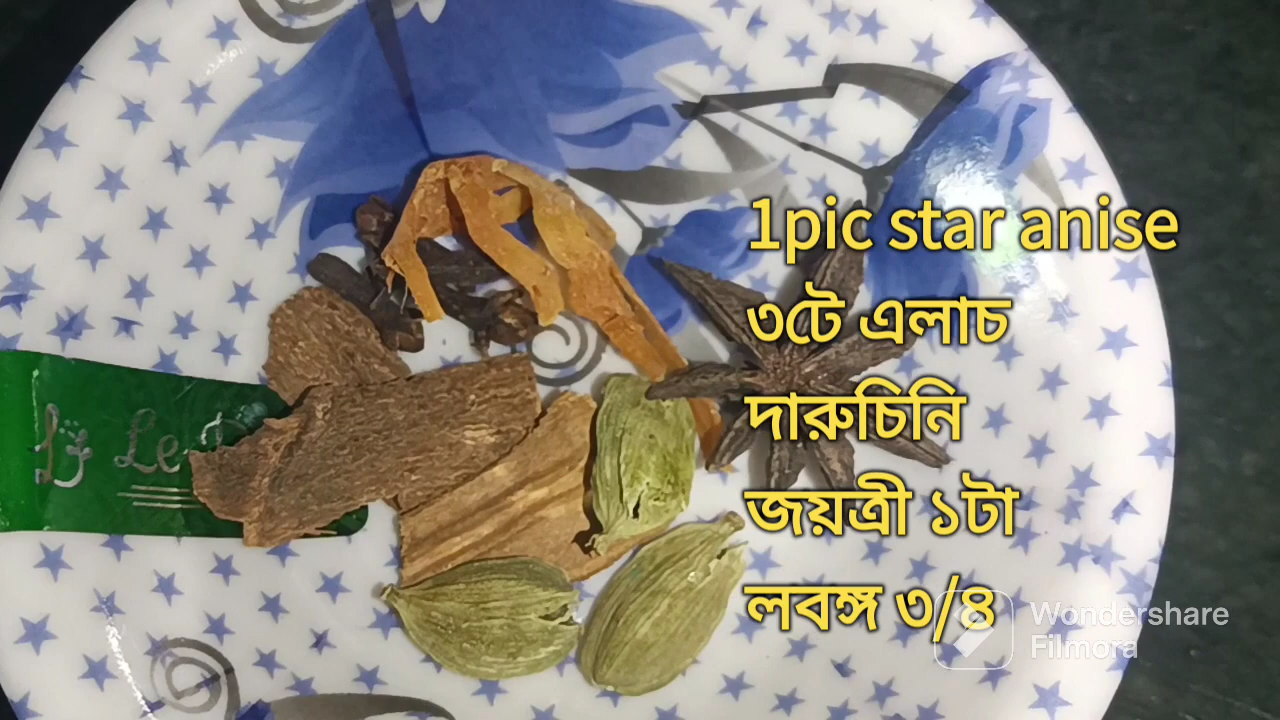 1pic star anise
৩টে এলাচ
দারুচিনি
জয়ত্রী ১টা
লবঙ্গ ৩/৪
Wondershare
Filmora